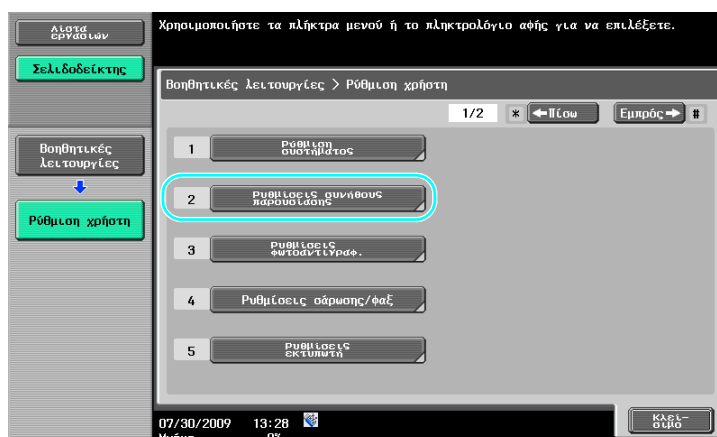 Λίστα
εργασιών
Χρησιμοποιήστε τα πλήκτρα μενού ή το πληκτρολόγιο αφής για να επιλέξετε.
Σελιδοδείκτης
Βοηθητικές λειτουργίες > Ρύθμιση χρήστη
1/2 * ←Πίσω Εμπρός→ #
Βοηθητικές
λειτουργίες
1 Ρύθμιση
συστήματος
2 Ρυθμίσεις συνήθους
παρουσίασης
Ρύθμιση χρήστη
3 Ρυθμίσεις
φωτοαντιγραφ.
4 Ρυθμίσεις σάρωσης/φαξ
5 Ρυθμίσεις
εκτυπωτή
Κλεί-
σιμο
07/30/2009 13:28
Μνήμη 0%